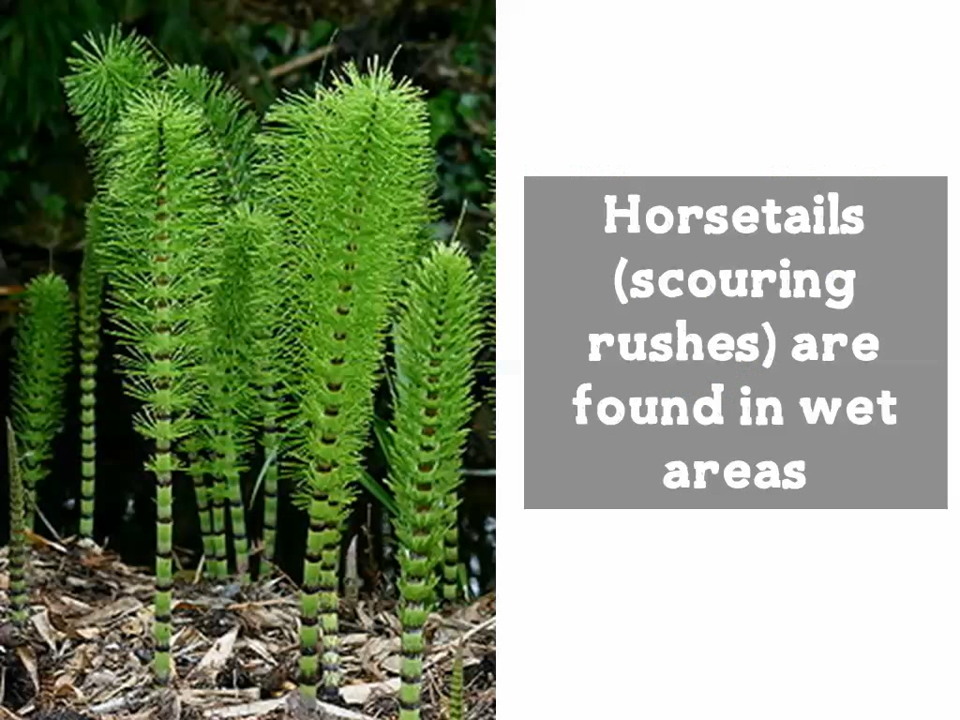 Horsetails
(scouring
rushes) are
found in wet
areas